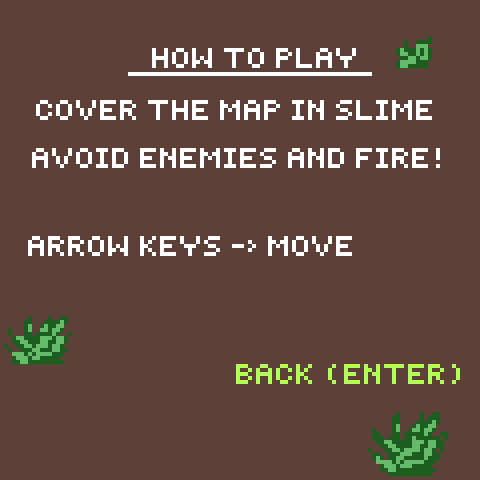 HOW TO PLAY
COVER THE MAP IN SLIME
AVOID ENEMIES AND FIRE!
ARROW KEYS -> MOVE
BACK (ENTER)